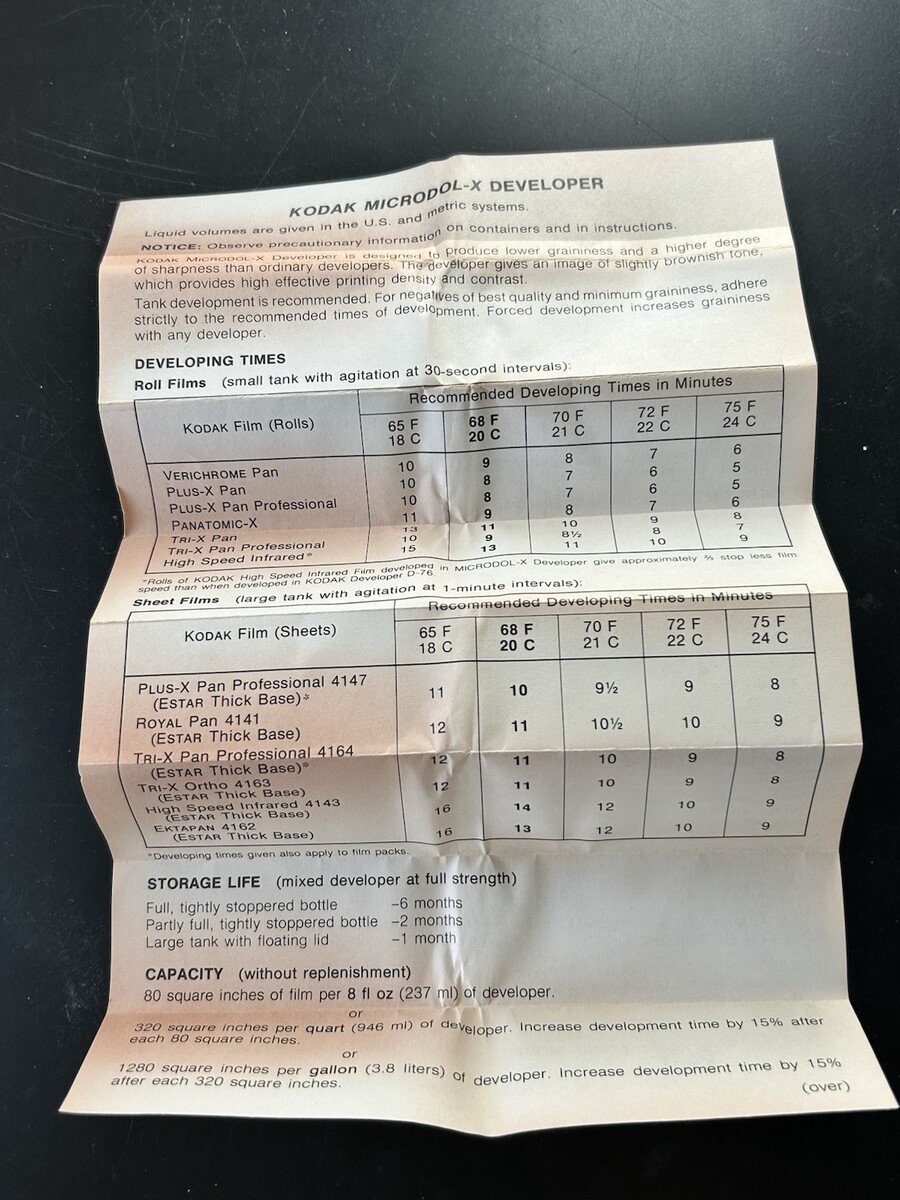 KODAK MICRODOL-X DEVELOPER
Liquid volumes are given in the U.S. and metric systems.
NOTICE: Observe precautionary information on containers and in instructions.
KODAK MICRODOL-X Developer is designed to produce lower graininess and a higher degree
of sharpness than ordinary developers. The developer gives an image of slightly brownish tone,
which provides high effective printing density and contrast.
Tank development is recommended. For negatives of best quality and minimum graininess, adhere
strictly to the recommended times of development. Forced development increases graininess
with any developer.
DEVELOPING TIMES
Roll Films (small tank with agitation at 30-second intervals):
KODAK Film (Rolls) Recommended Developing Times in Minutes
65 F 68 F 70 F 72 F 75 F
18 C 20 C 21 C 22 C 24 C
VERICHROME Pan 10 9 8 7 6
PLUS-X Pan 10 8 7 6 5
PLUS-X Pan Professional 10 8 7 6 5
PANATOMIC-X 11 9 8 7 6
TRI-X Pan 13 11 10 9 8
TRI-X Pan Professional 10 9 8½ 8 7
High Speed Infrared* 15 13 11 10 9
*Rolls of KODAK High Speed Infrared Film developed in MICRODOL-X Developer give approximately ⅔ stop less film
speed than when developed in KODAK Developer D-76.
Sheet Films (large tank with agitation at 1-minute intervals):
KODAK Film (Sheets) Recommended Developing Times in Minutes
65 F 68 F 70 F 72 F 75 F
18 C 20 C 21 C 22 C 24 C
PLUS-X Pan Professional 4147 11 10 9½ 9 8
(ESTAR Thick Base)*
ROYAL Pan 4141 12 11 10½ 10 9
(ESTAR Thick Base)
TRI-X Pan Professional 4164 12 11 10 9 8
(ESTAR Thick Base)*
TRI-X Ortho 4163 12 11 10 9 8
(ESTAR Thick Base)
High Speed Infrared 4143 16 14 12 10 9
(ESTAR Thick Base)
EKTAPAN 4162 16 13 12 10 9
(ESTAR Thick Base)
*Developing times given also apply to film packs.
STORAGE LIFE (mixed developer at full strength)
Full, tightly stoppered bottle –6 months
Partly full, tightly stoppered bottle –2 months
Large tank with floating lid –1 month
CAPACITY (without replenishment)
80 square inches of film per 8 fl oz (237 ml) of developer.
or
320 square inches per quart (946 ml) of developer. Increase development time by 15% after
each 80 square inches.
or
1280 square inches per gallon (3.8 liters) of developer. Increase development time by 15%
after each 320 square inches.
(over)